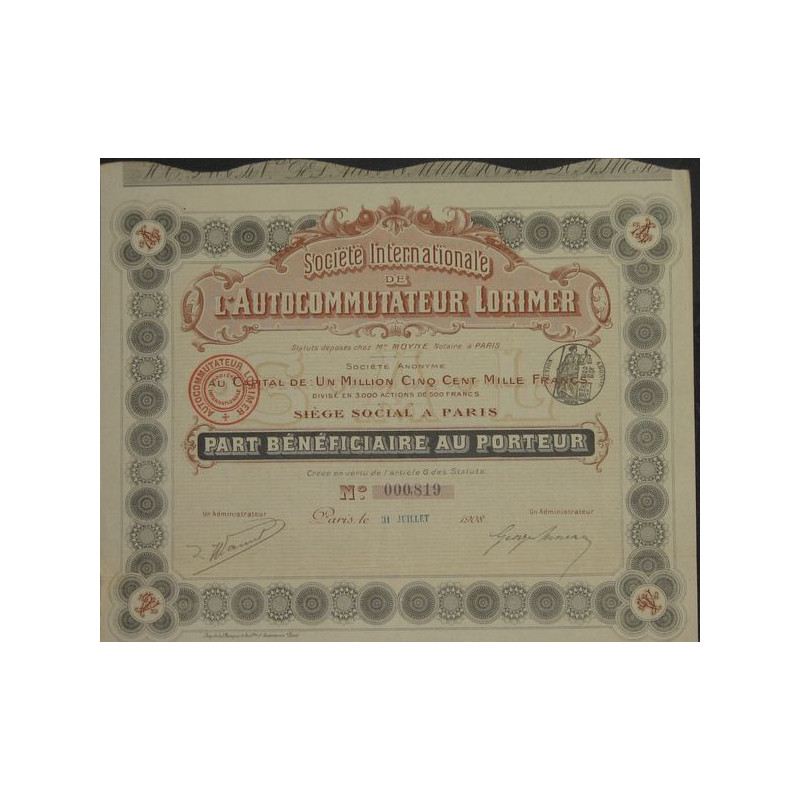 Société Internationale
DE
L'AUTOCOMMUTATEUR LORIMER
Statuts déposés chez Me MOYNE, Notaire à PARIS
SOCIÉTÉ ANONYME
AU CAPITAL DE UN MILLION CINQ CENT MILLE FRANCS
DIVISÉ EN 3.000 ACTIONS DE 500 FRANCS
SIÈGE SOCIAL A PARIS
AUTOCOMMUTATEUR LORIMER
PART BÉNÉFICIAIRE AU PORTEUR
Créée en vertu de l'article 6 des Statuts
No 000.819
Un Administrateur
Paris, le 31 JUILLET 1908
Un Administrateur